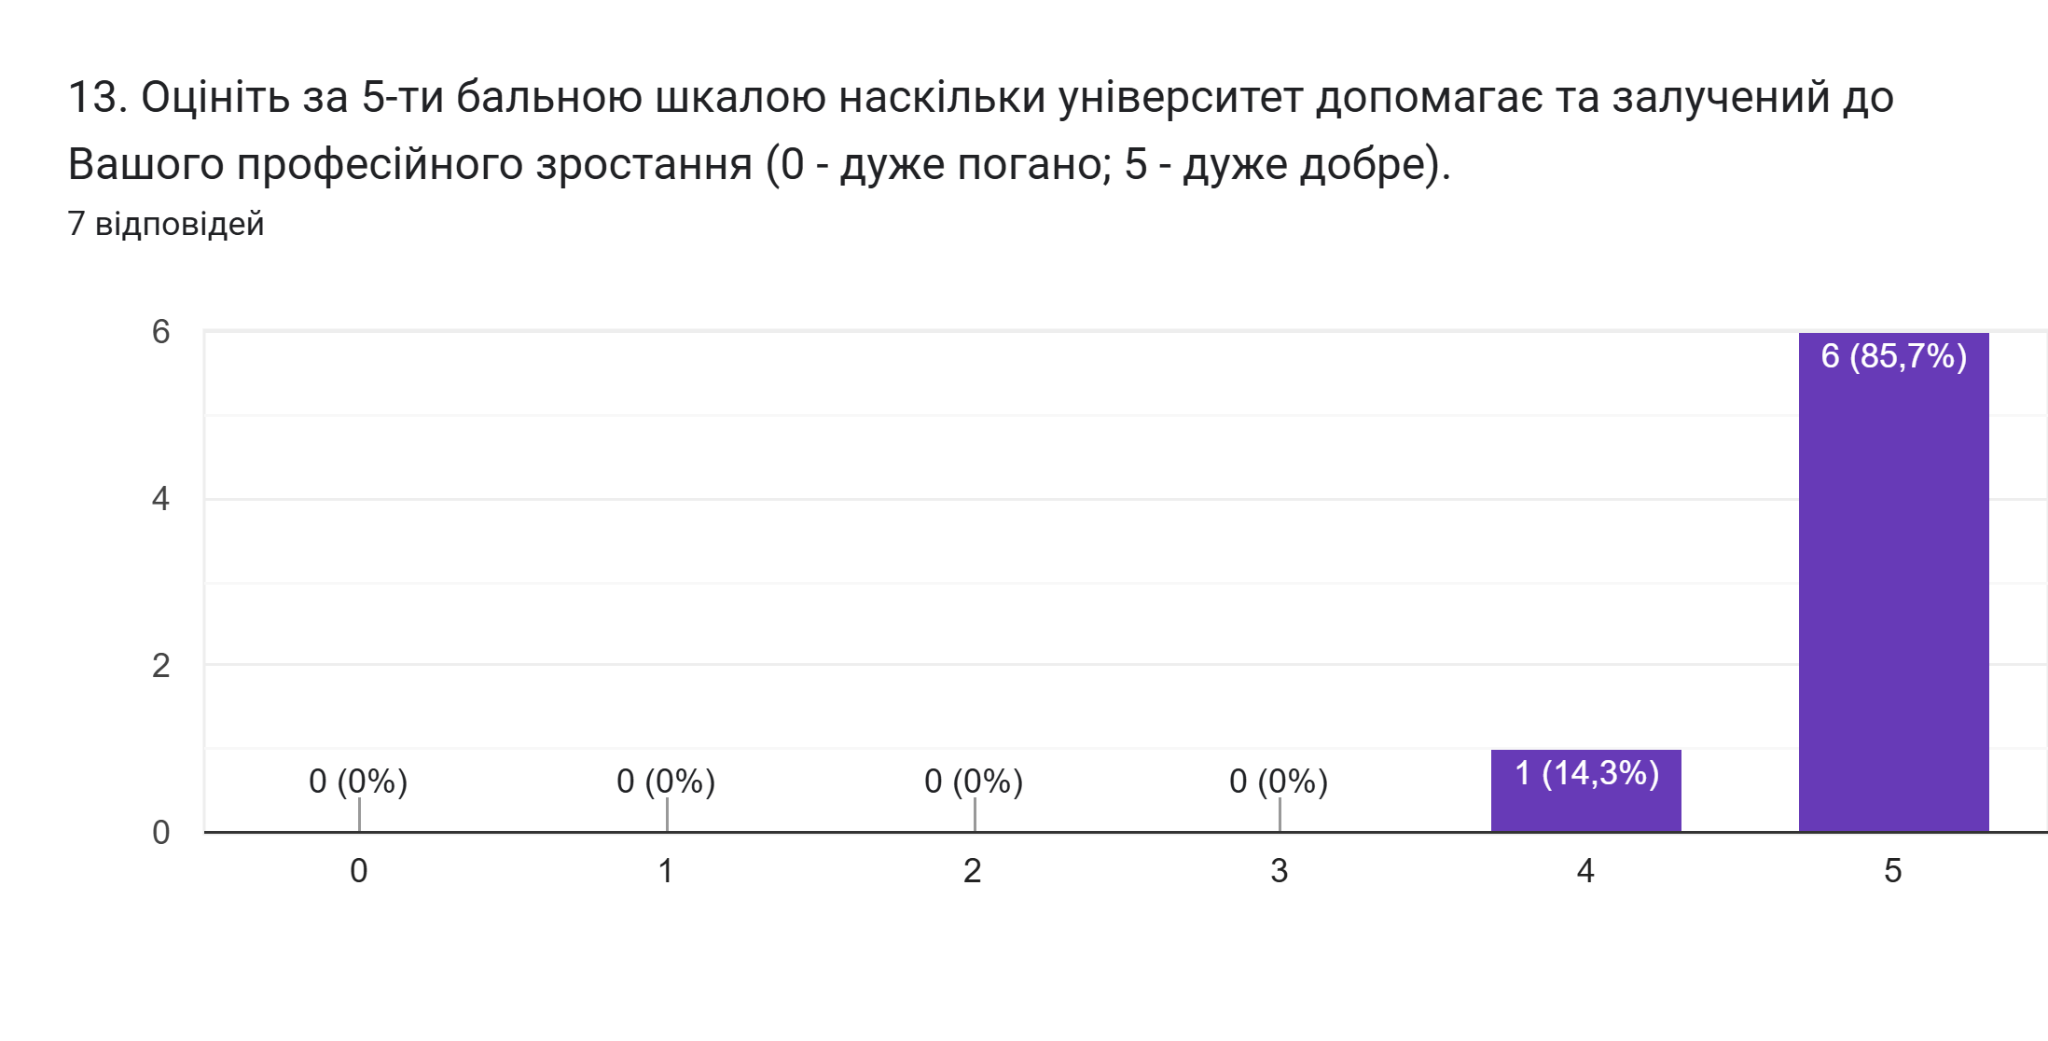 13. Оцініть за 5-ти бальною шкалою наскільки університет допомагає та залучений до
Вашого професійного зростання (0 - дуже погано; 5 - дуже добре).
7 відповідей
6
6 (85,7%)
4
2
0 (0%) 0 (0%) 0 (0%) 0 (0%) 1 (14,3%)
0
0 1 2 3 4 5